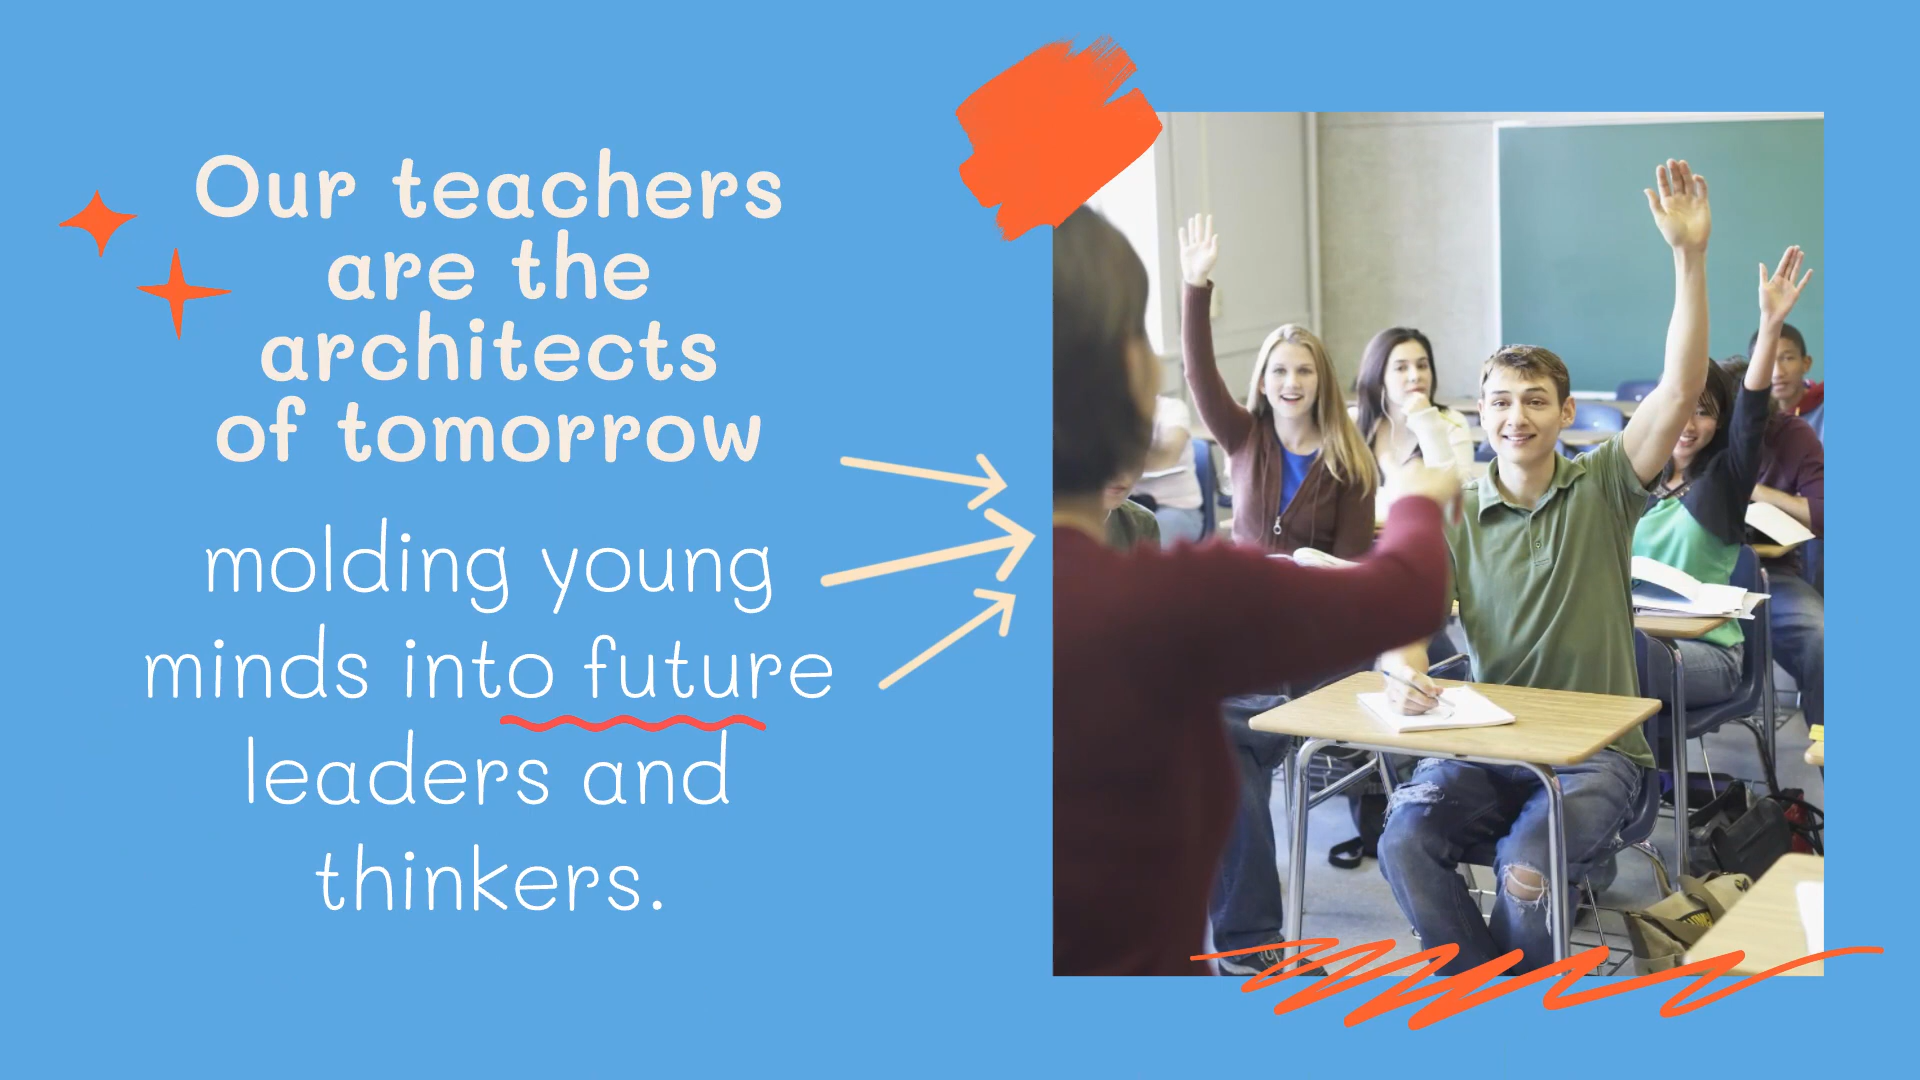 Our teachers
are the
architects
of tomorrow
molding young
minds into future
leaders and
thinkers.